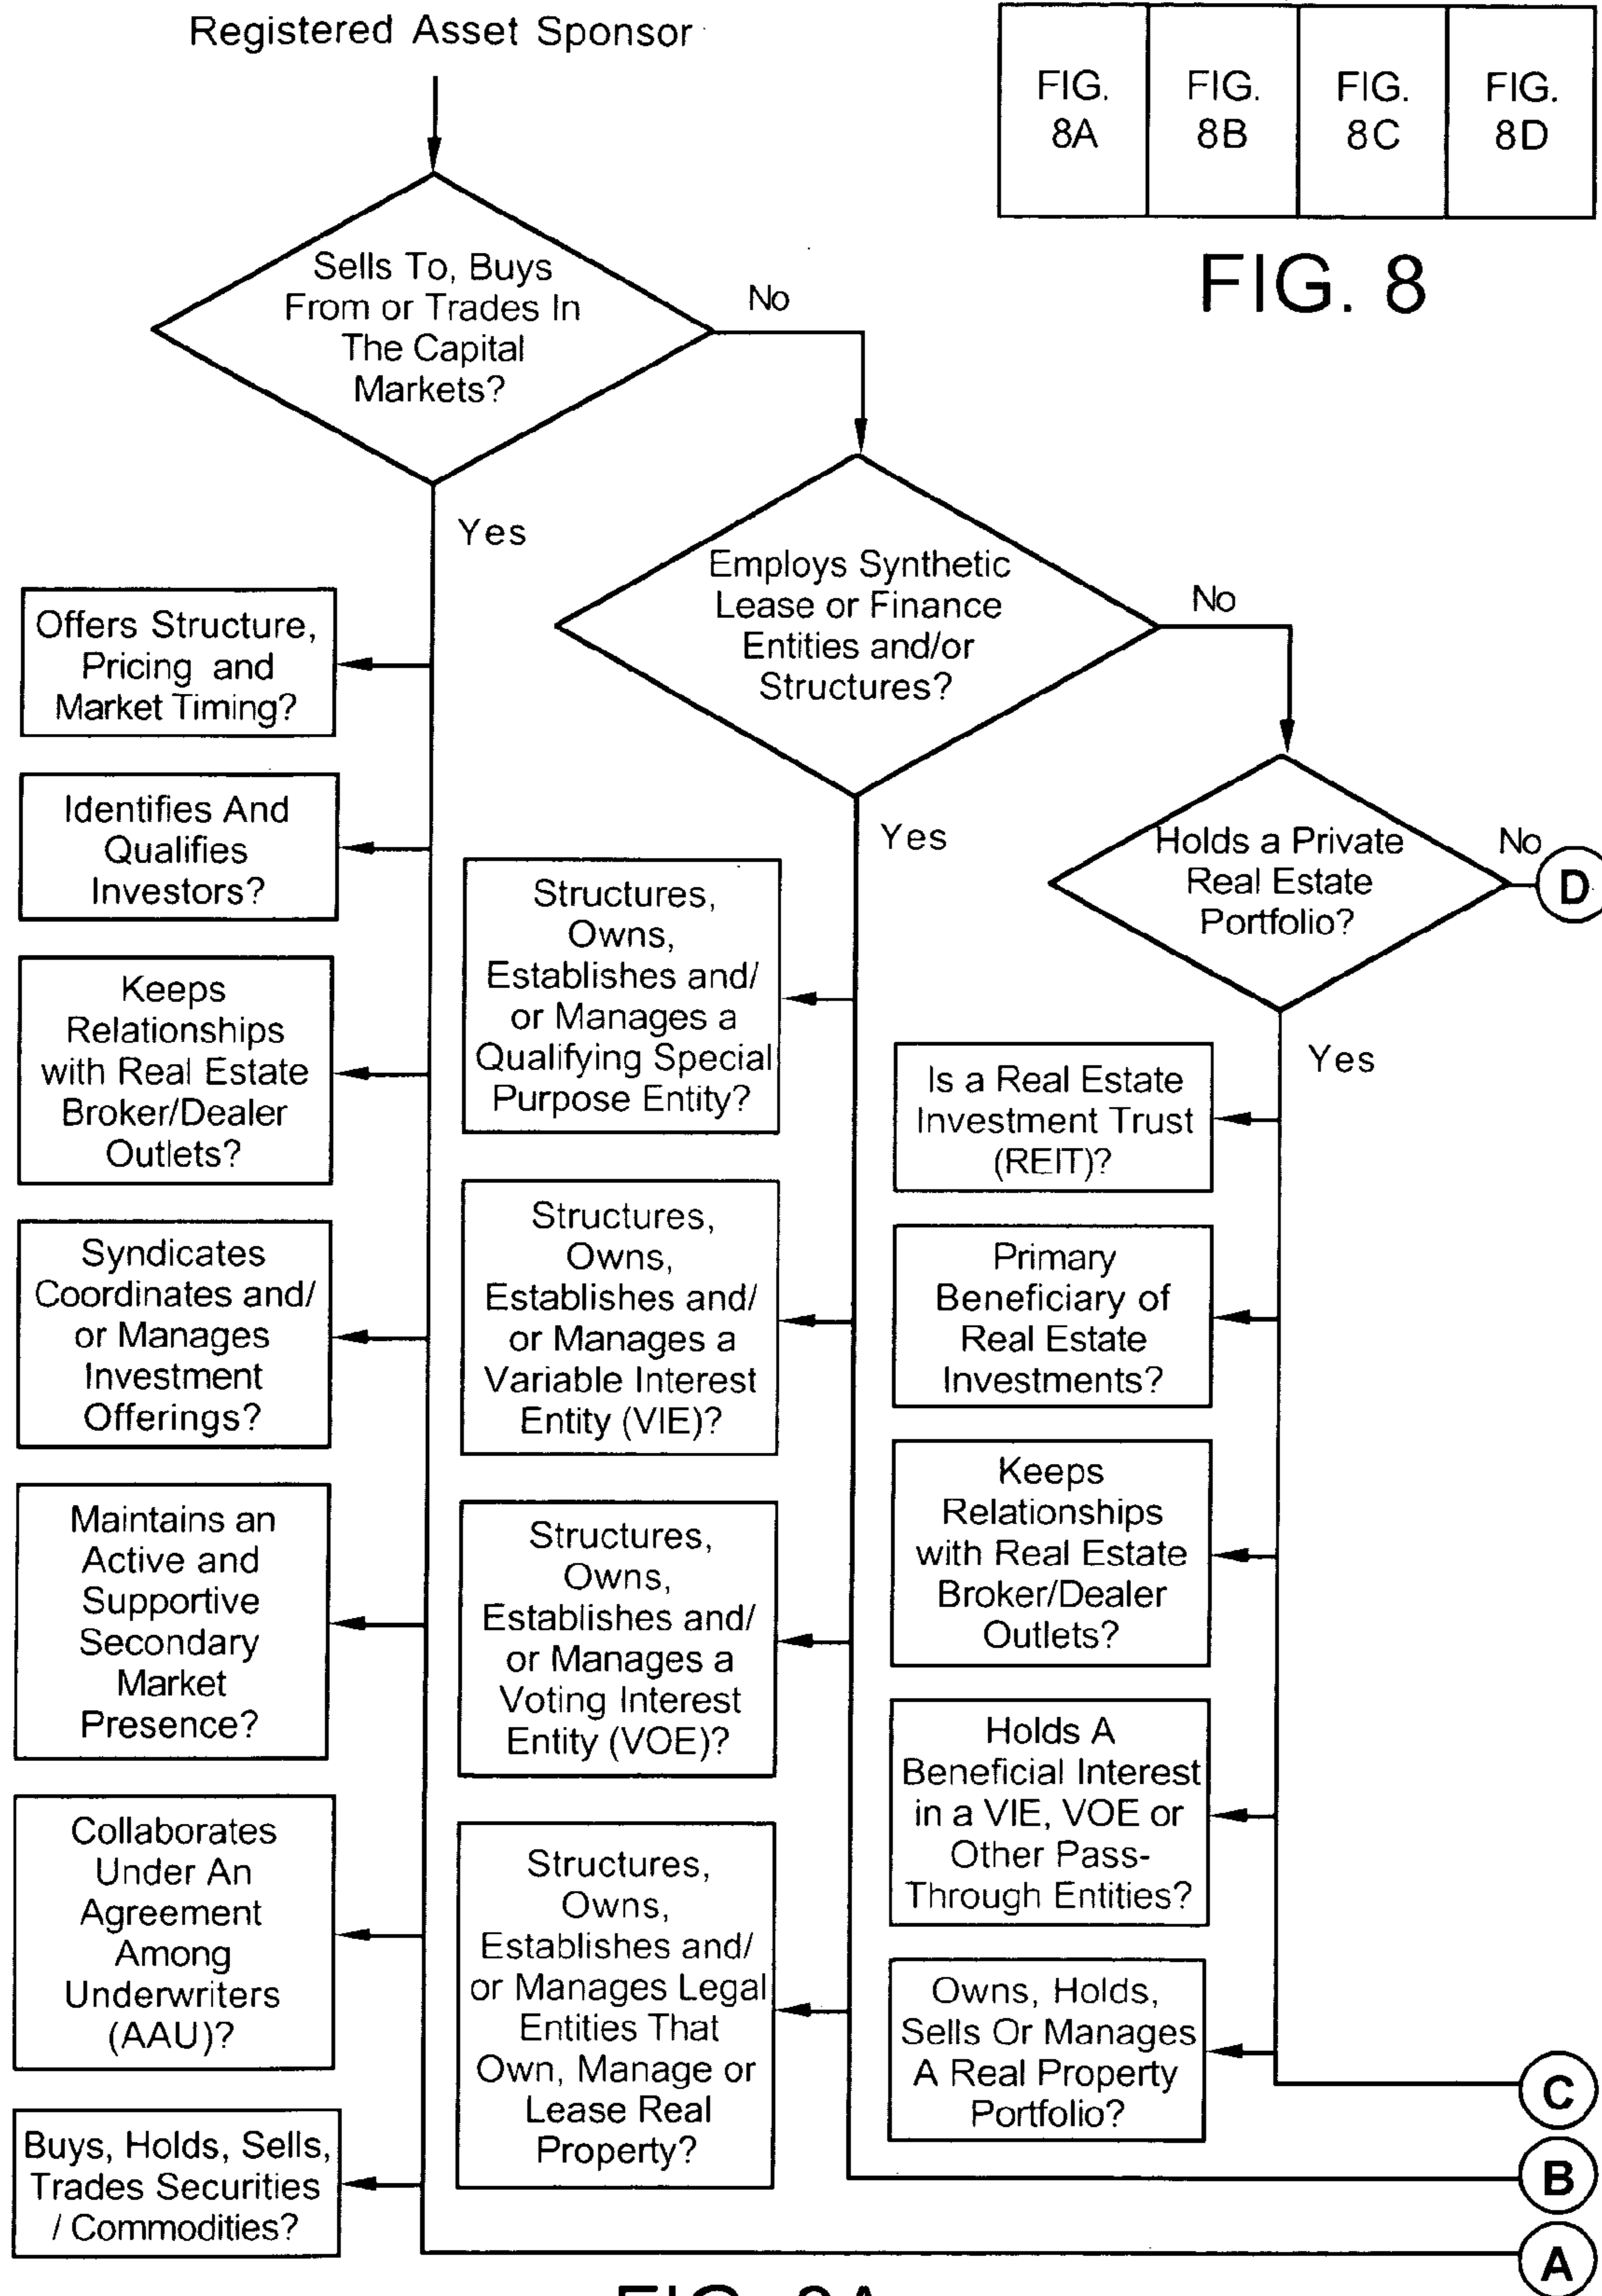 Registered Asset Sponsor
FIG.
8A
FIG.
8B
FIG.
8C
FIG.
8D
FIG. 8
Sells To, Buys
From or Trades In
The Capital
Markets?
No
Yes
Employs Synthetic
Lease or Finance
Entities and/or
Structures?
No
Yes
Holds a Private
Real Estate
Portfolio?
No
D
Yes
Offers Structure,
Pricing and
Market Timing?
Identifies And
Qualifies
Investors?
Keeps
Relationships
with Real Estate
Broker/Dealer
Outlets?
Syndicates
Coordinates and/
or Manages
Investment
Offerings?
Maintains an
Active and
Supportive
Secondary
Market
Presence?
Collaborates
Under An
Agreement
Among
Underwriters
(AAU)?
Buys, Holds, Sells,
Trades Securities
/ Commodities?
Structures,
Owns,
Establishes and/
or Manages a
Qualifying Special
Purpose Entity?
Structures,
Owns,
Establishes and/
or Manages a
Variable Interest
Entity (VIE)?
Structures,
Owns,
Establishes and/
or Manages a
Voting Interest
Entity (VOE)?
Structures,
Owns,
Establishes and/
or Manages Legal
Entities That
Own, Manage or
Lease Real
Property?
Is a Real Estate
Investment Trust
(REIT)?
Primary
Beneficiary of
Real Estate
Investments?
Keeps
Relationships
with Real Estate
Broker/Dealer
Outlets?
Holds A
Beneficial Interest
in a VIE, VOE or
Other Pass-
Through Entities?
Owns, Holds,
Sells Or Manages
A Real Property
Portfolio?
C
B
A